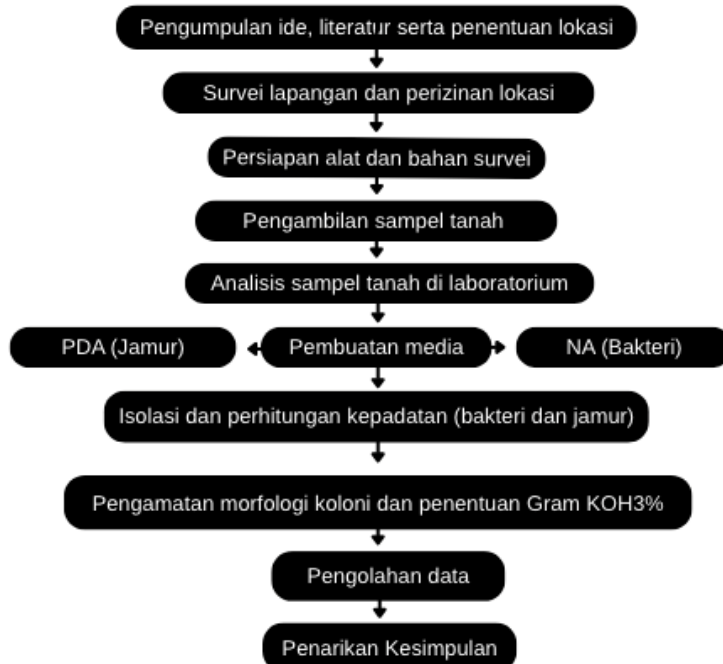 Pengumpulan ide, literatur serta penentuan lokasi
Survei lapangan dan perizinan lokasi
Persiapan alat dan bahan survei
Pengambilan sampel tanah
Analisis sampel tanah di laboratorium
PDA (Jamur)
Pembuatan media
NA (Bakteri)
Isolasi dan perhitungan kepadatan (bakteri dan jamur)
Pengamatan morfologi koloni dan penentuan Gram KOH3%
Pengolahan data
Penarikan Kesimpulan